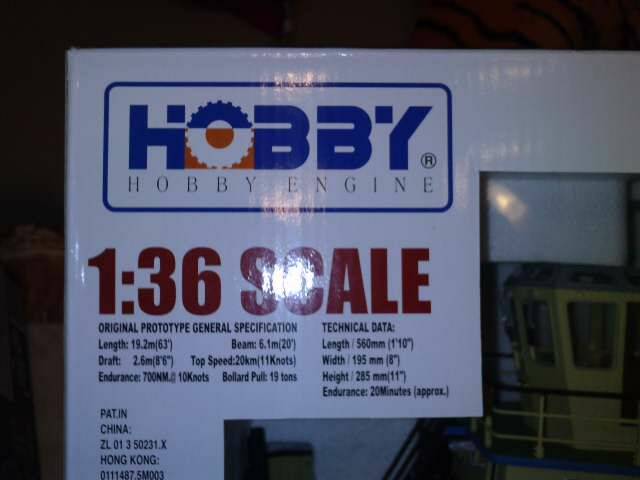 HOBBY®
HOBBY ENGINE
1:36 SCALE
ORIGINAL PROTOTYPE GENERAL SPECIFICATION
Length: 19.2m(63') Beam: 6.1m(20')
Draft: 2.6m(8'6") Top Speed:20km(11Knots)
Endurance: 700NM.@ 10Knots Bollard Pull: 19 tons
TECHNICAL DATA:
Length / 560mm (1'10")
Width / 195 mm (8")
Height / 285 mm(11")
Endurance: 20Minutes (approx.)
PAT.IN
CHINA:
ZL 01 3 50231.X
HONG KONG:
0111487.5M003